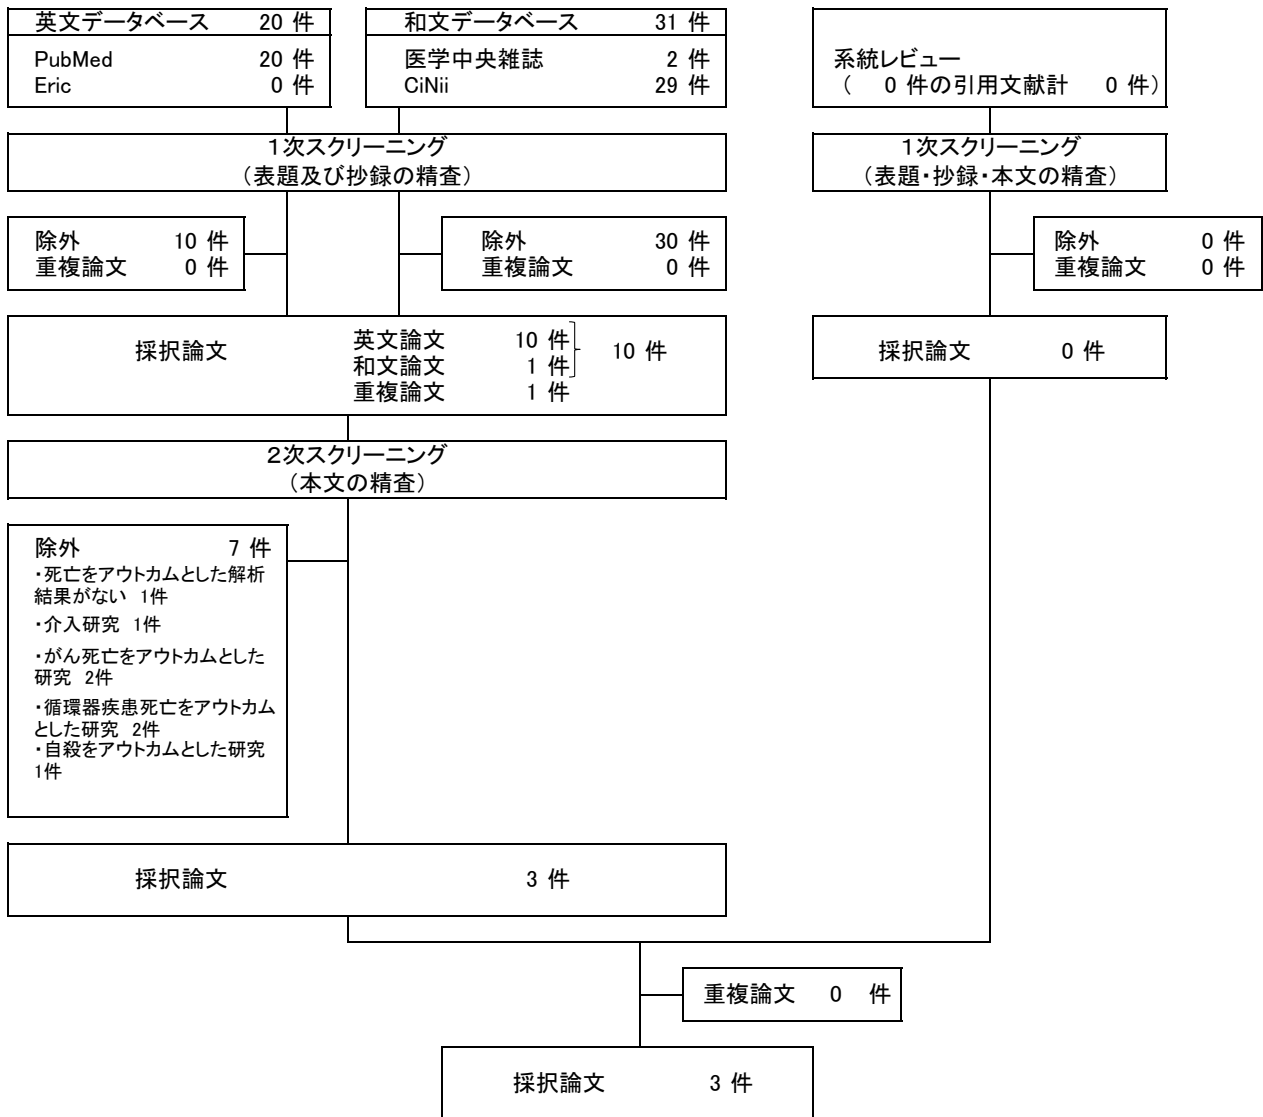 英文データベース 20 件
PubMed 20 件
Eric 0 件
和文データベース 31 件
医学中央雑誌 2 件
CiNii 29 件
系統レビュー
( 0 件の引用文献計 0 件)
1次スクリーニング
(表題及び抄録の精査)
1次スクリーニング
(表題・抄録・本文の精査)
除外 10 件
重複論文 0 件
除外 30 件
重複論文 0 件
除外 0 件
重複論文 0 件
採択論文
英文論文 10 件
和文論文 1 件
10 件
重複論文 1 件
採択論文 0 件
2次スクリーニング
(本文の精査)
除外 7 件
・死亡をアウトカムとした解析
結果がない 1件
・介入研究 1件
・がん死亡をアウトカムとした
研究 2件
・循環器疾患死亡をアウトカム
とした研究 2件
・自殺をアウトカムとした研究
1件
採択論文 3 件
重複論文 0 件
採択論文 3 件